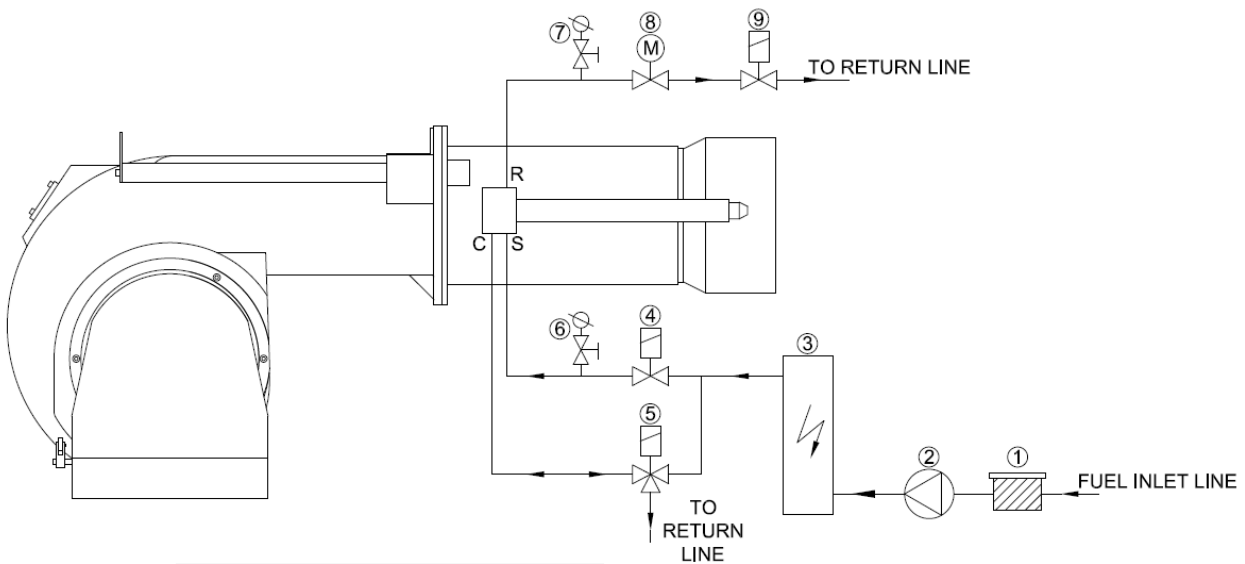 7
8
9
M
TO RETURN LINE
R
C S
6
4
3
5
2
1
FUEL INLET LINE
TO
RETURN
LINE